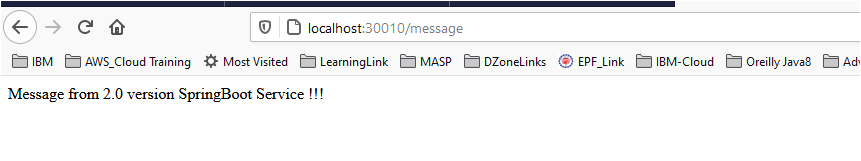 localhost:30010/message
IBM AWS_Cloud Training Most Visited LearningLink MASP DZoneLinks EPF_Link IBM-Cloud Oreilly Java8 Adv
Message from 2.0 version SpringBoot Service !!!